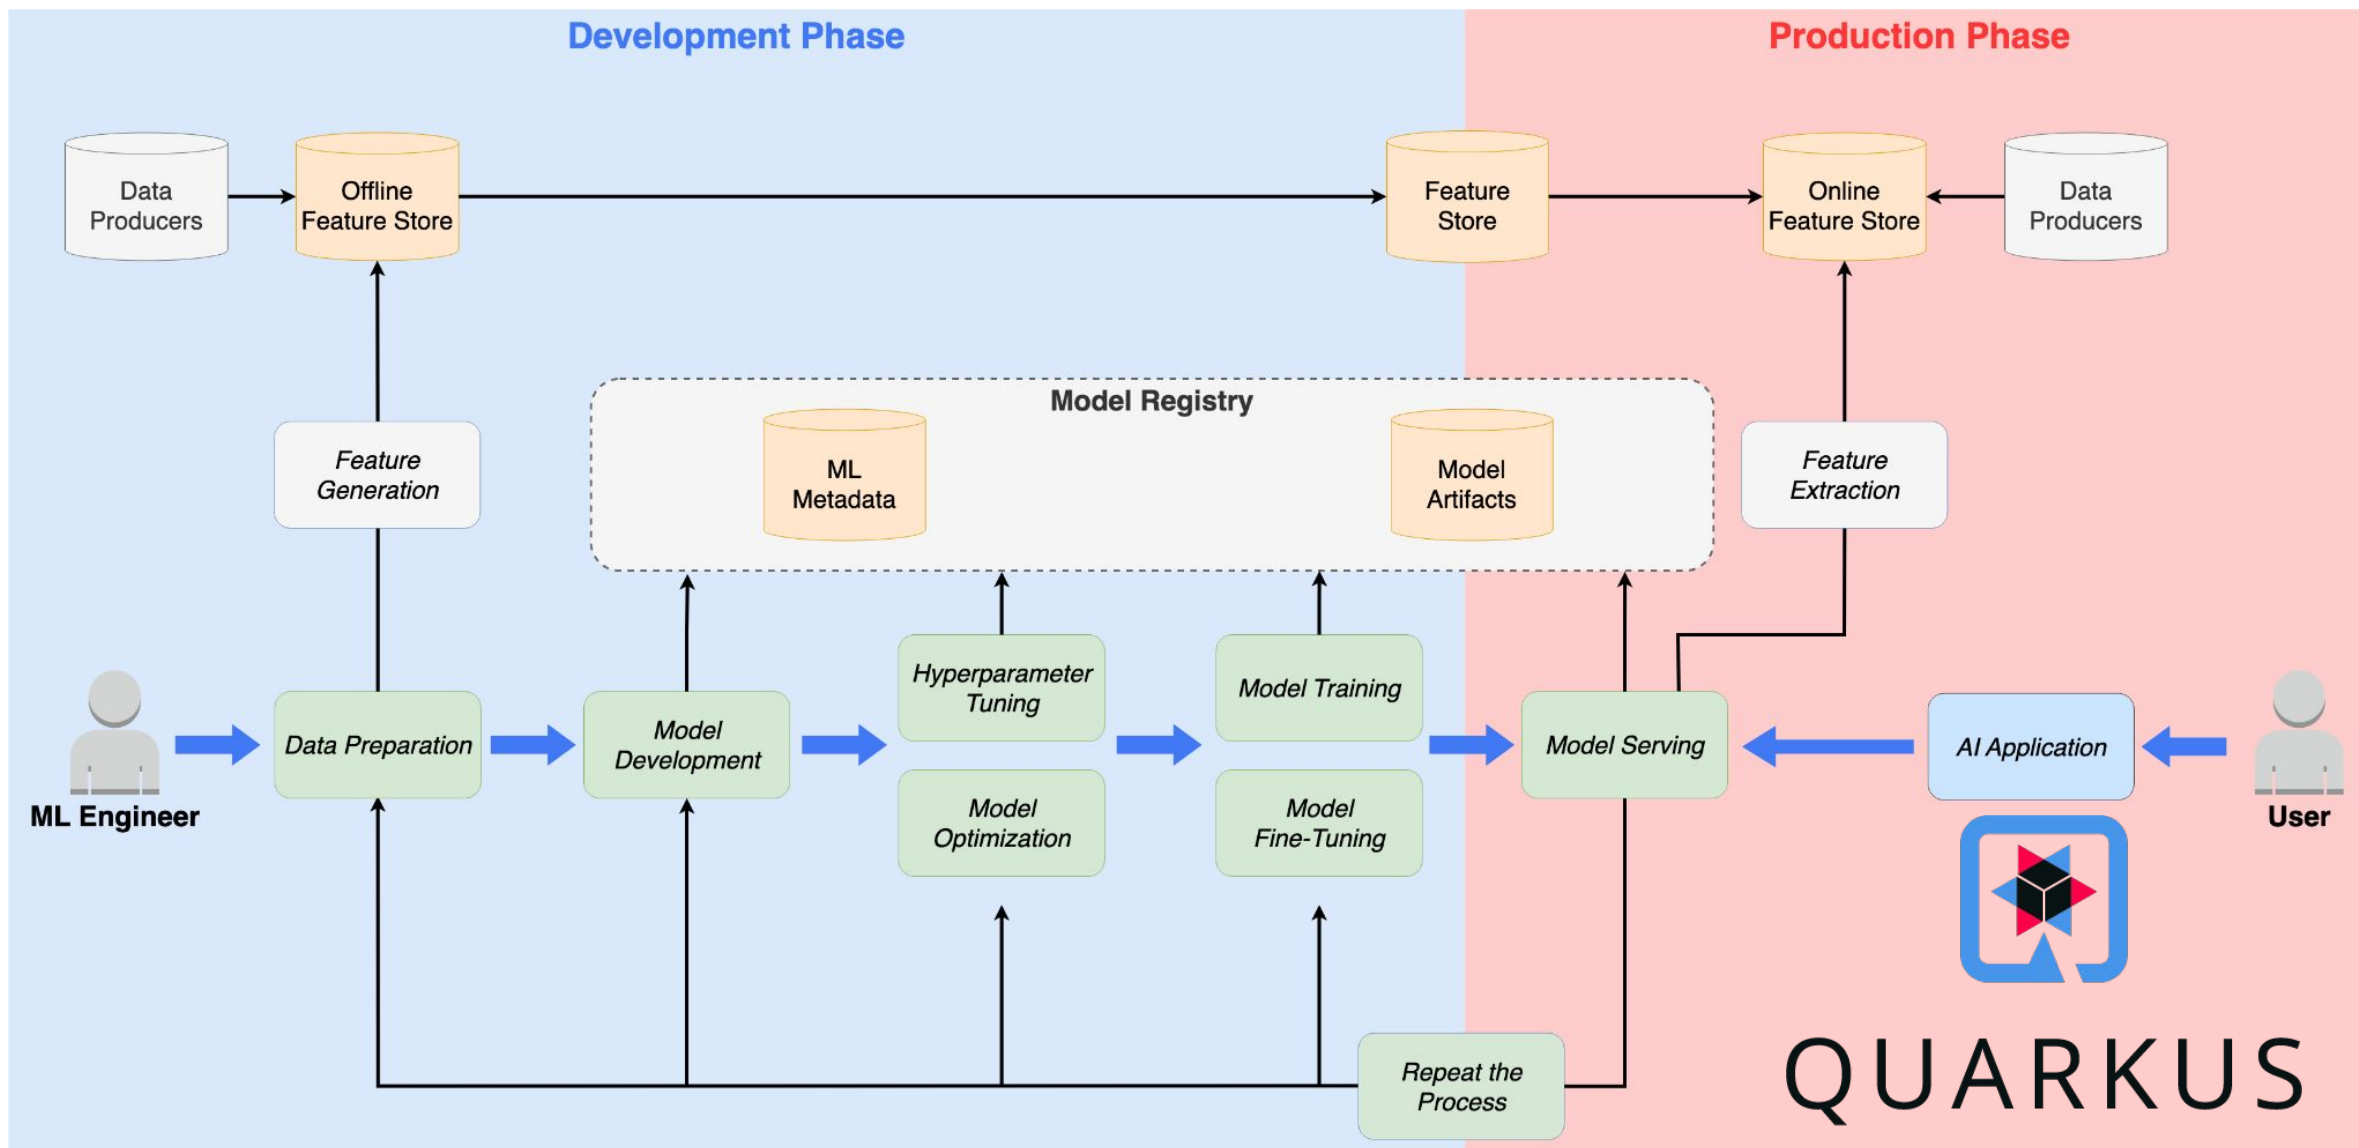 Development Phase
Production Phase
Data
Producers
Offline
Feature Store
Feature
Store
Online
Feature Store
Data
Producers
Model Registry
Feature
Generation
ML
Metadata
Model
Artifacts
Feature
Extraction
Hyperparameter
Tuning
Model Training
Data Preparation
Model
Development
Model Serving
AI Application
ML Engineer
Model
Optimization
Model
Fine-Tuning
User
Repeat the
Process
QUARKUS